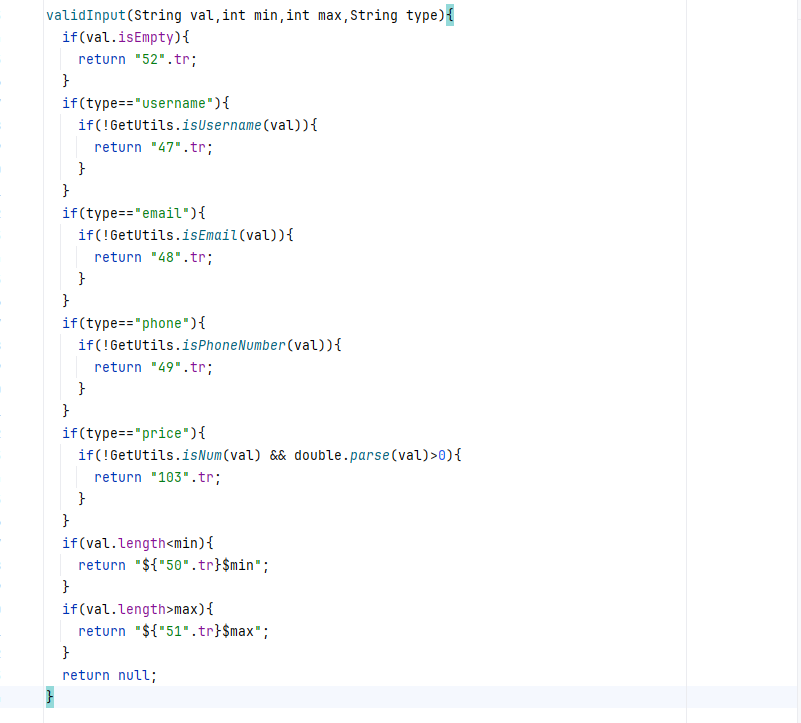 validInput(String val,int min,int max,String type){
if(val.isEmpty){
return "52".tr;
}
if(type=="username"){
if(!GetUtils.isUsername(val)){
return "47".tr;
}
}
if(type=="email"){
if(!GetUtils.isEmail(val)){
return "48".tr;
}
}
if(type=="phone"){
if(!GetUtils.isPhoneNumber(val)){
return "49".tr;
}
}
if(type=="price"){
if(!GetUtils.isNum(val) && double.parse(val)>0){
return "103".tr;
}
}
if(val.length<min){
return "${"50".tr}$min";
}
if(val.length>max){
return "${"51".tr}$max";
}
return null;
}